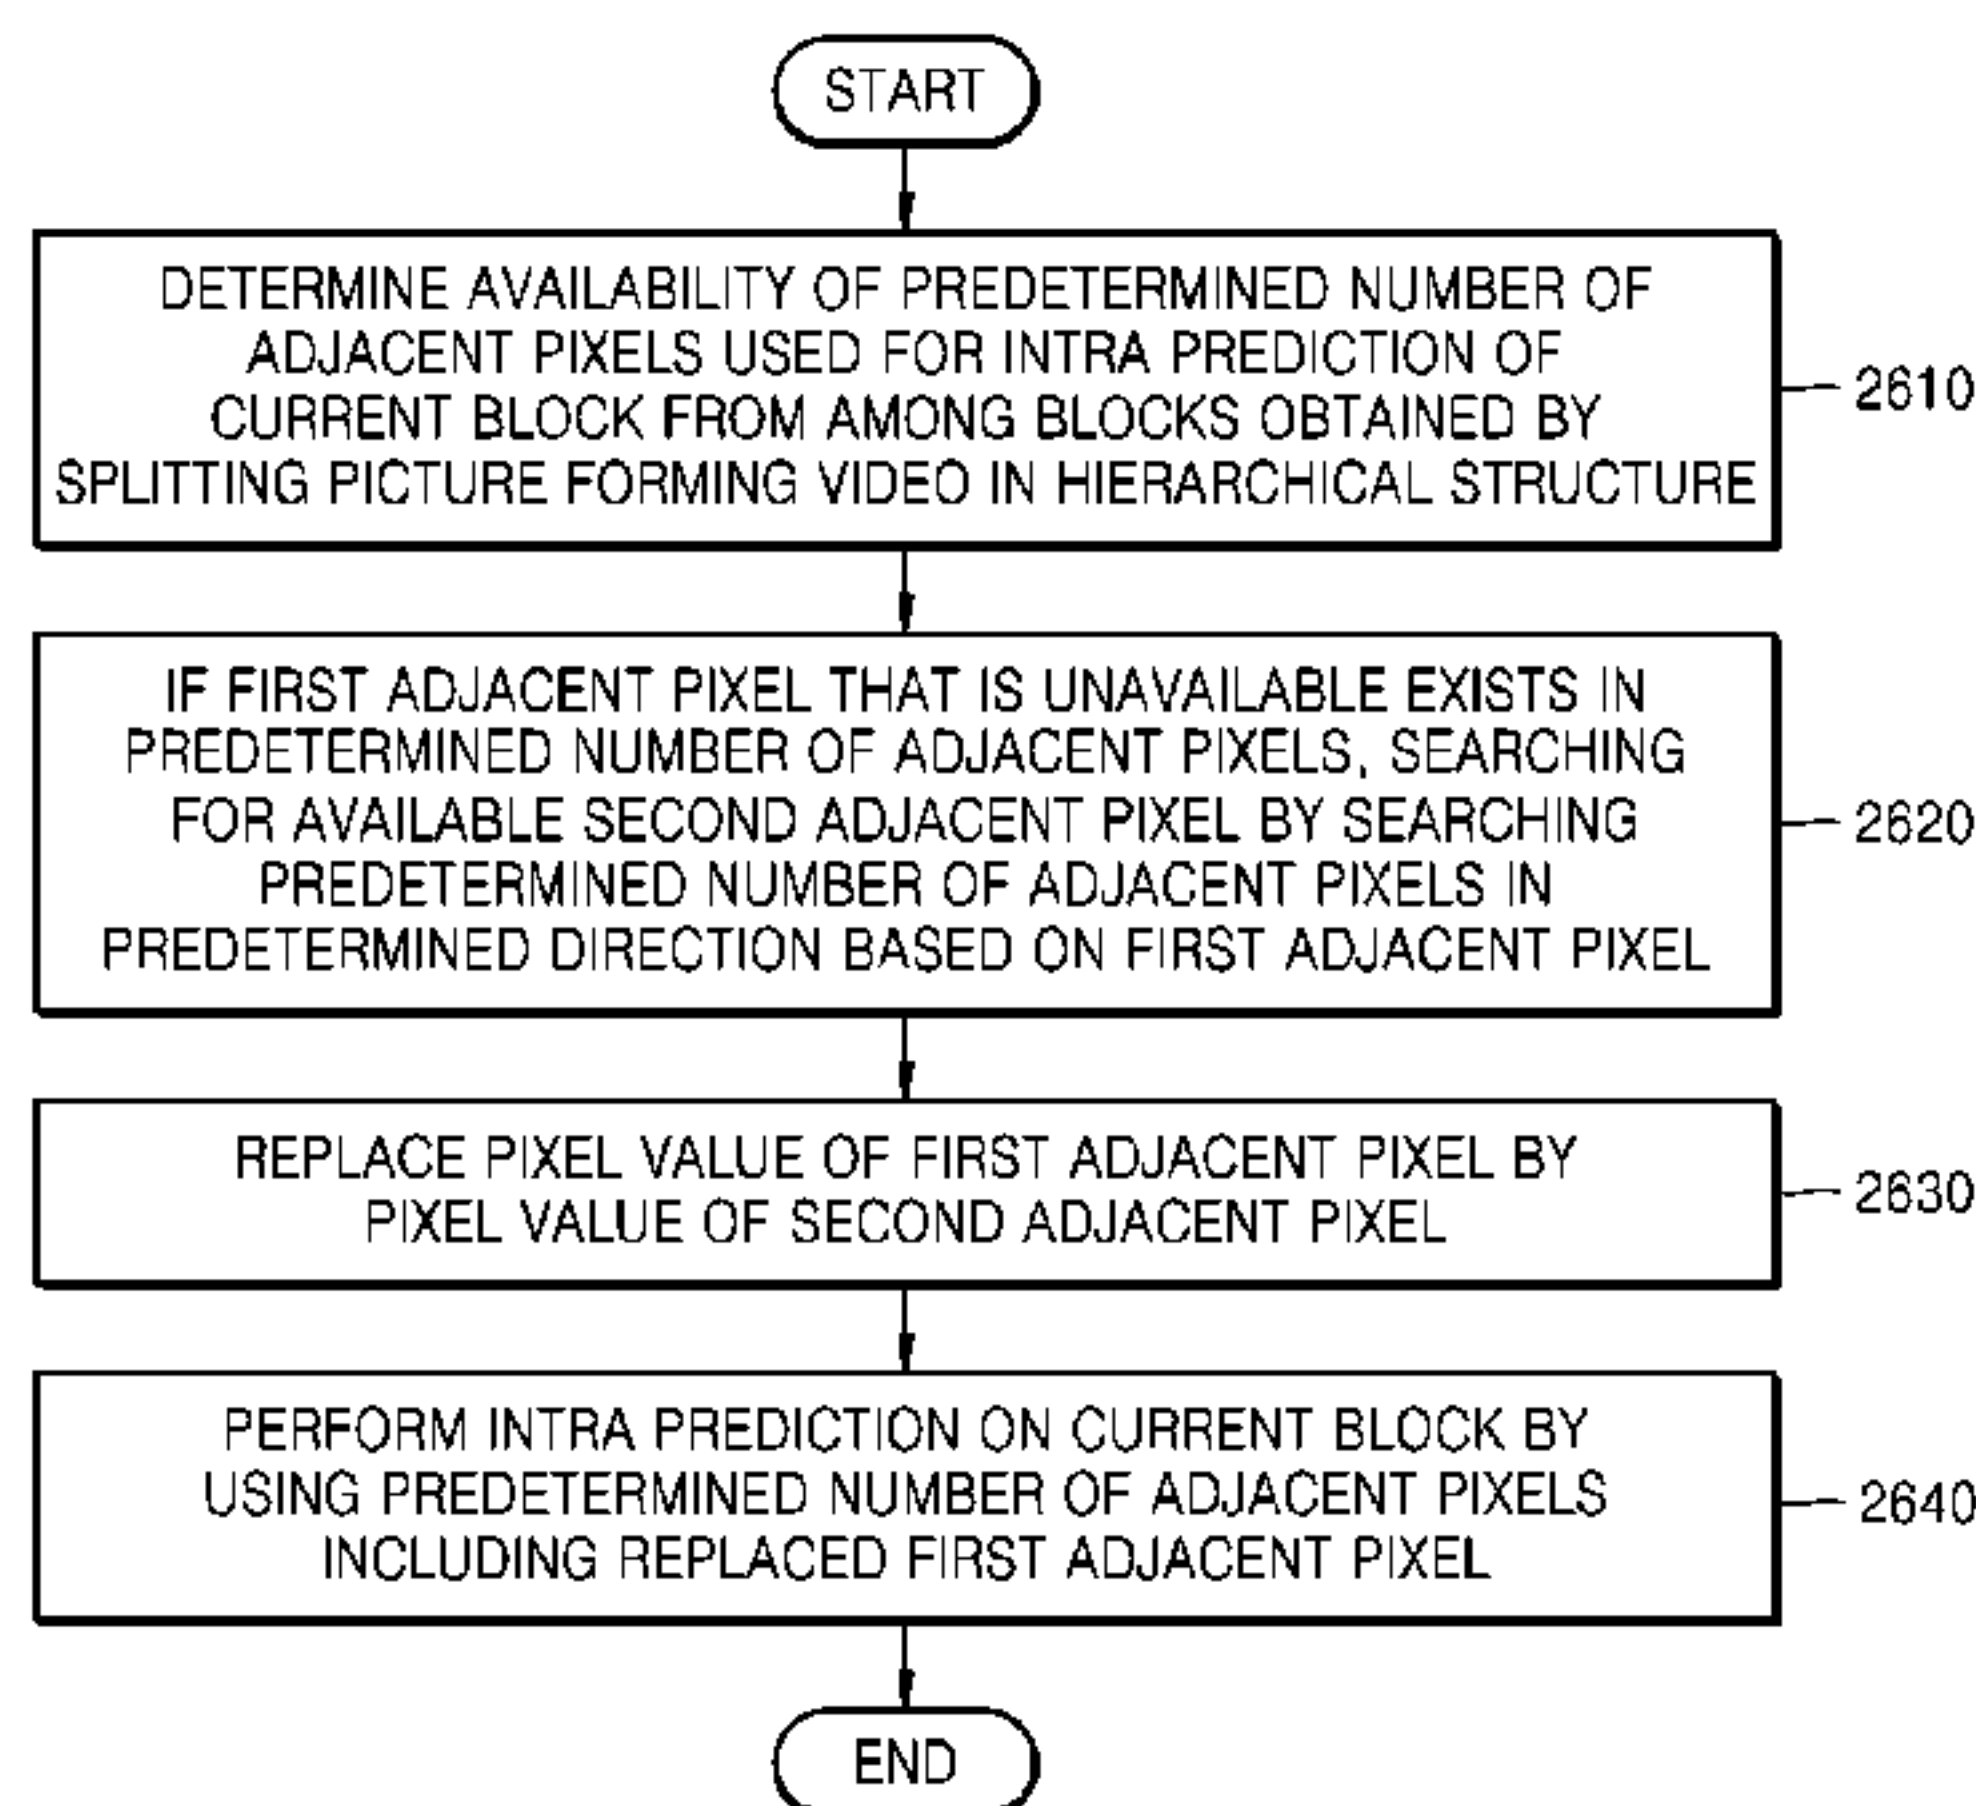 START
DETERMINE AVAILABILITY OF PREDETERMINED NUMBER OF
ADJACENT PIXELS USED FOR INTRA PREDICTION OF
CURRENT BLOCK FROM AMONG BLOCKS OBTAINED BY
SPLITTING PICTURE FORMING VIDEO IN HIERARCHICAL STRUCTURE
2610
IF FIRST ADJACENT PIXEL THAT IS UNAVAILABLE EXISTS IN
PREDETERMINED NUMBER OF ADJACENT PIXELS, SEARCHING
FOR AVAILABLE SECOND ADJACENT PIXEL BY SEARCHING
PREDETERMINED NUMBER OF ADJACENT PIXELS IN
PREDETERMINED DIRECTION BASED ON FIRST ADJACENT PIXEL
2620
REPLACE PIXEL VALUE OF FIRST ADJACENT PIXEL BY
PIXEL VALUE OF SECOND ADJACENT PIXEL
2630
PERFORM INTRA PREDICTION ON CURRENT BLOCK BY
USING PREDETERMINED NUMBER OF ADJACENT PIXELS
INCLUDING REPLACED FIRST ADJACENT PIXEL
2640
END